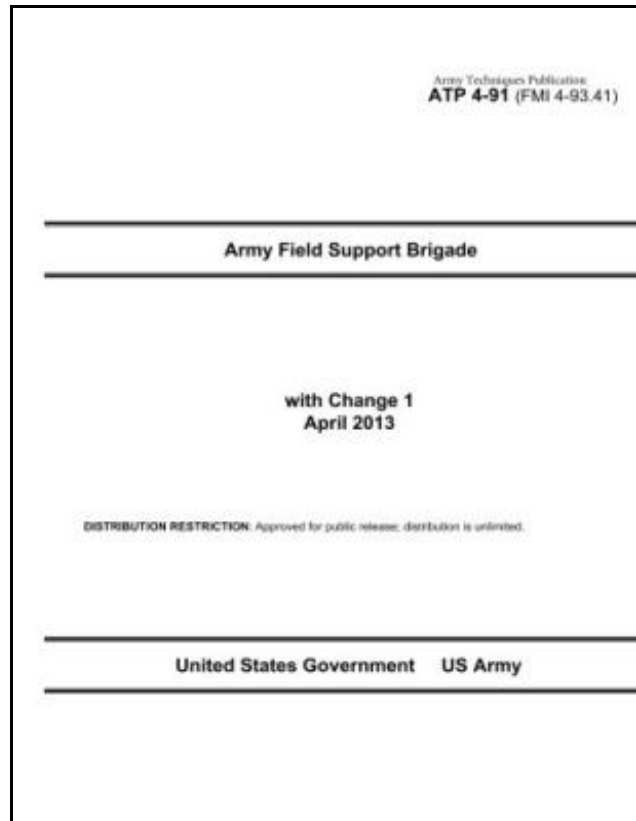 Army Techniques Publication
ATP 4-91 (FMI 4-93.41)
Army Field Support Brigade
with Change 1
April 2013
DISTRIBUTION RESTRICTION: Approved for public release; distribution is unlimited.
United States Government US Army